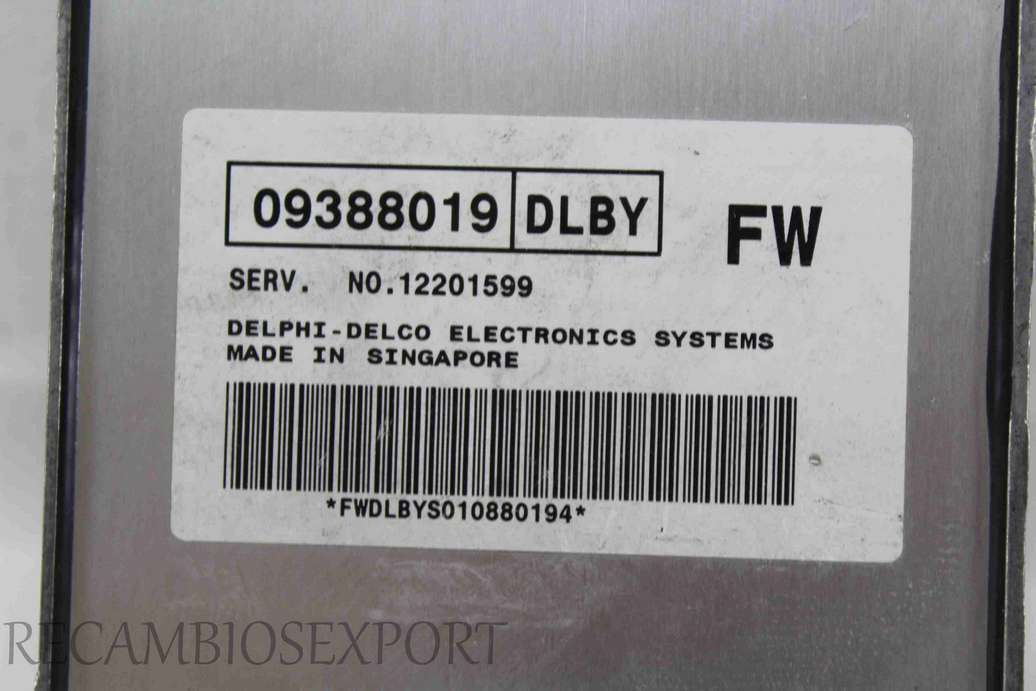 09388019 DLBY FW
SERV. NO.12201599
DELPHI-DELCO ELECTRONICS SYSTEMS
MADE IN SINGAPORE
*FWDLBYS010880194*
RECAMBIOSEXPORT